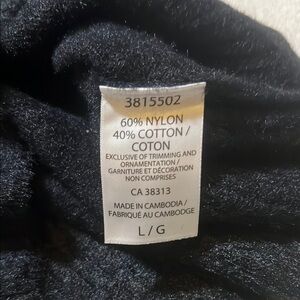 3815502
60% NYLON
40% COTTON /
COTON
EXCLUSIVE OF TRIMMING AND
ORNAMENTATION /
GARNITURE ET DÉCORATION
NON COMPRISES
CA 38313
MADE IN CAMBODIA /
FABRIQUÉ AU CAMBODGE
L / G